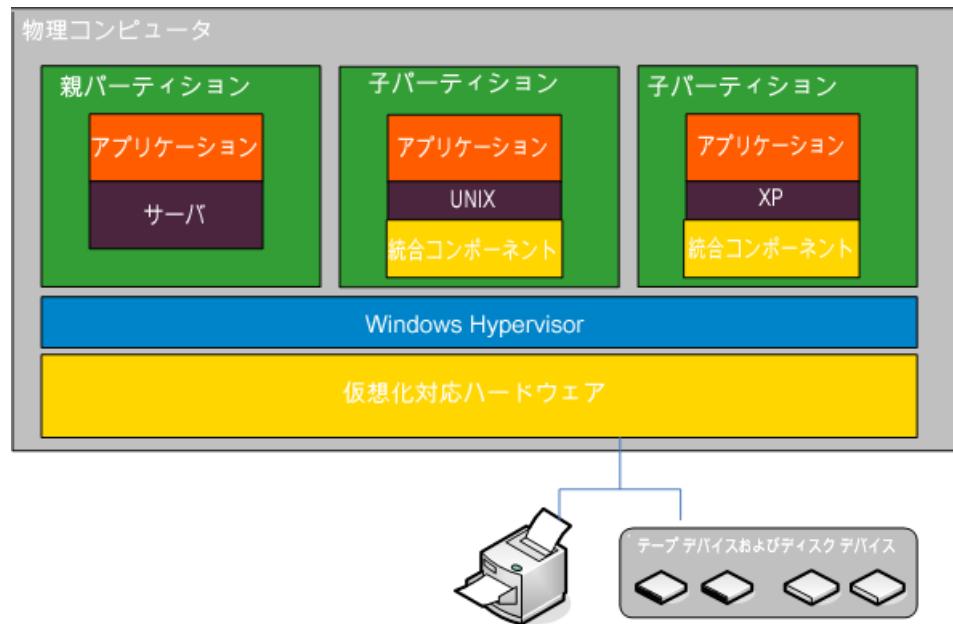 物理コンピュータ
親パーティション
アプリケーション
サーバ
子パーティション
アプリケーション
UNIX
統合コンポーネント
子パーティション
アプリケーション
XP
統合コンポーネント
Windows Hypervisor
仮想化対応ハードウェア
テープ デバイスおよびディスク デバイス